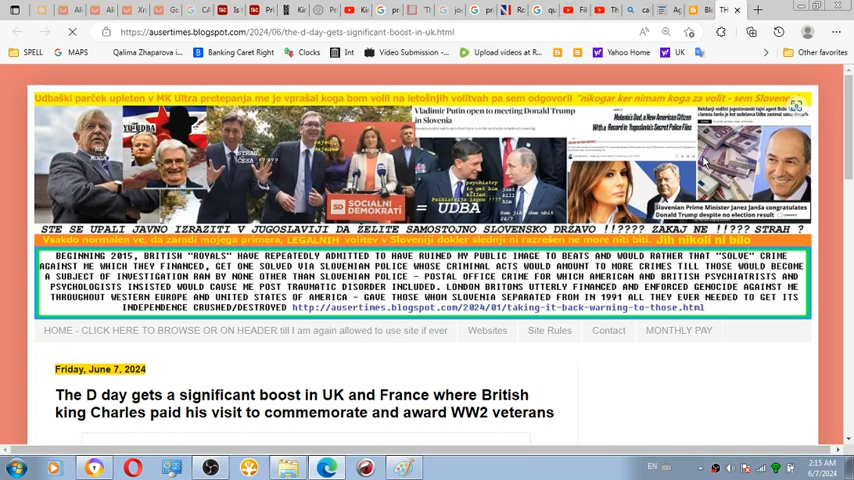 https://ausertimes.blogspot.com/2024/06/the-d-day-gets-significant-boost-in-uk.html
SPELL
MAPS
Qalima Zhaparova i...
Banking Caret Right
Clocks
Int
Video Submission -...
Upload videos at R...
Yahoo Home
UK
Other favorites
Udbaški parček upleten v MK Ultra pretepanja me je vprašal koga bom volil na letošnjih volitvah pa sem odgovoril "nikogar ker nimam koga za volit - sem
YU-UDBA
SD SOCIALNI DEMOKRATI
Vladimir Putin open to meeting Donald Trump in Slovenia
UDBA
Melania's Dad, a New American With a Record in Yugoslavia's Secret Police Files
Slovenian Prime Minister Janez Janša congratulates Donald Trump despite no election result
STE SE UPALI JAVNO IZRAZITI V JUGOSLAVIJI DA ŽELITE SAMOSTOJNO SLOVENSKO DRŽAVO !!???? ZAKAJ NE !!??? STRAH ?
Vsakdo normalen ve, da zaradi mojega primera, LEGALNIH volitev v Sloveniji dokler slednji ni razrešen ne more niti biti. Jih nikoli ni bilo
BEGINNING 2015, BRITISH "ROYALS" HAVE REPEATEDLY ADMITTED TO HAVE RUINED MY PUBLIC IMAGE TO BEATS AND WOULD RATHER THAT "SOLVE" CRIME
AGAINST ME WHICH THEY FINANCED, GET ONE SOLVED VIA SLOVENIAN POLICE WHOSE CRIMINAL ACTS WOULD AMOUNT TO MORE CRIMES TILL THOSE WOULD BECOME
A SUBJECT OF INVESTIGATION RAN BY NONE OTHER THAN SLOVENIAN POLICE - POSTAL OFFICE CRIME FOR WHICH AMERICAN AND BRITISH PSYCHIATRISTS AND
PSYCHOLOGISTS INSISTED WOULD CAUSE ME POST TRAUMATIC DISORDER INCLUDED. LONDON BRITONS UTTERLY FINANCED AND ENFORCED GENOCIDE AGAINST ME
THROUGHOUT WESTERN EUROPE AND UNITED STATES OF AMERICA - GAVE THOSE WHOM SLOVENIA SEPARATED FROM IN 1991 ALL THEY EVER NEEDED TO GET ITS
INDEPENDENCE CRUSHED/DESTROYED http://ausertimes.blogspot.com/2024/01/taking-it-back-warning-to-those.html
HOME - CLICK HERE TO BROWSE OR ON HEADER till I am again allowed to use site if ever
Websites
Site Rules
Contact
MONTHLY PAY
Friday, June 7, 2024
The D day gets a significant boost in UK and France where British
king Charles paid his visit to commemorate and award WW2 veterans
EN
2:15 AM
6/7/2024